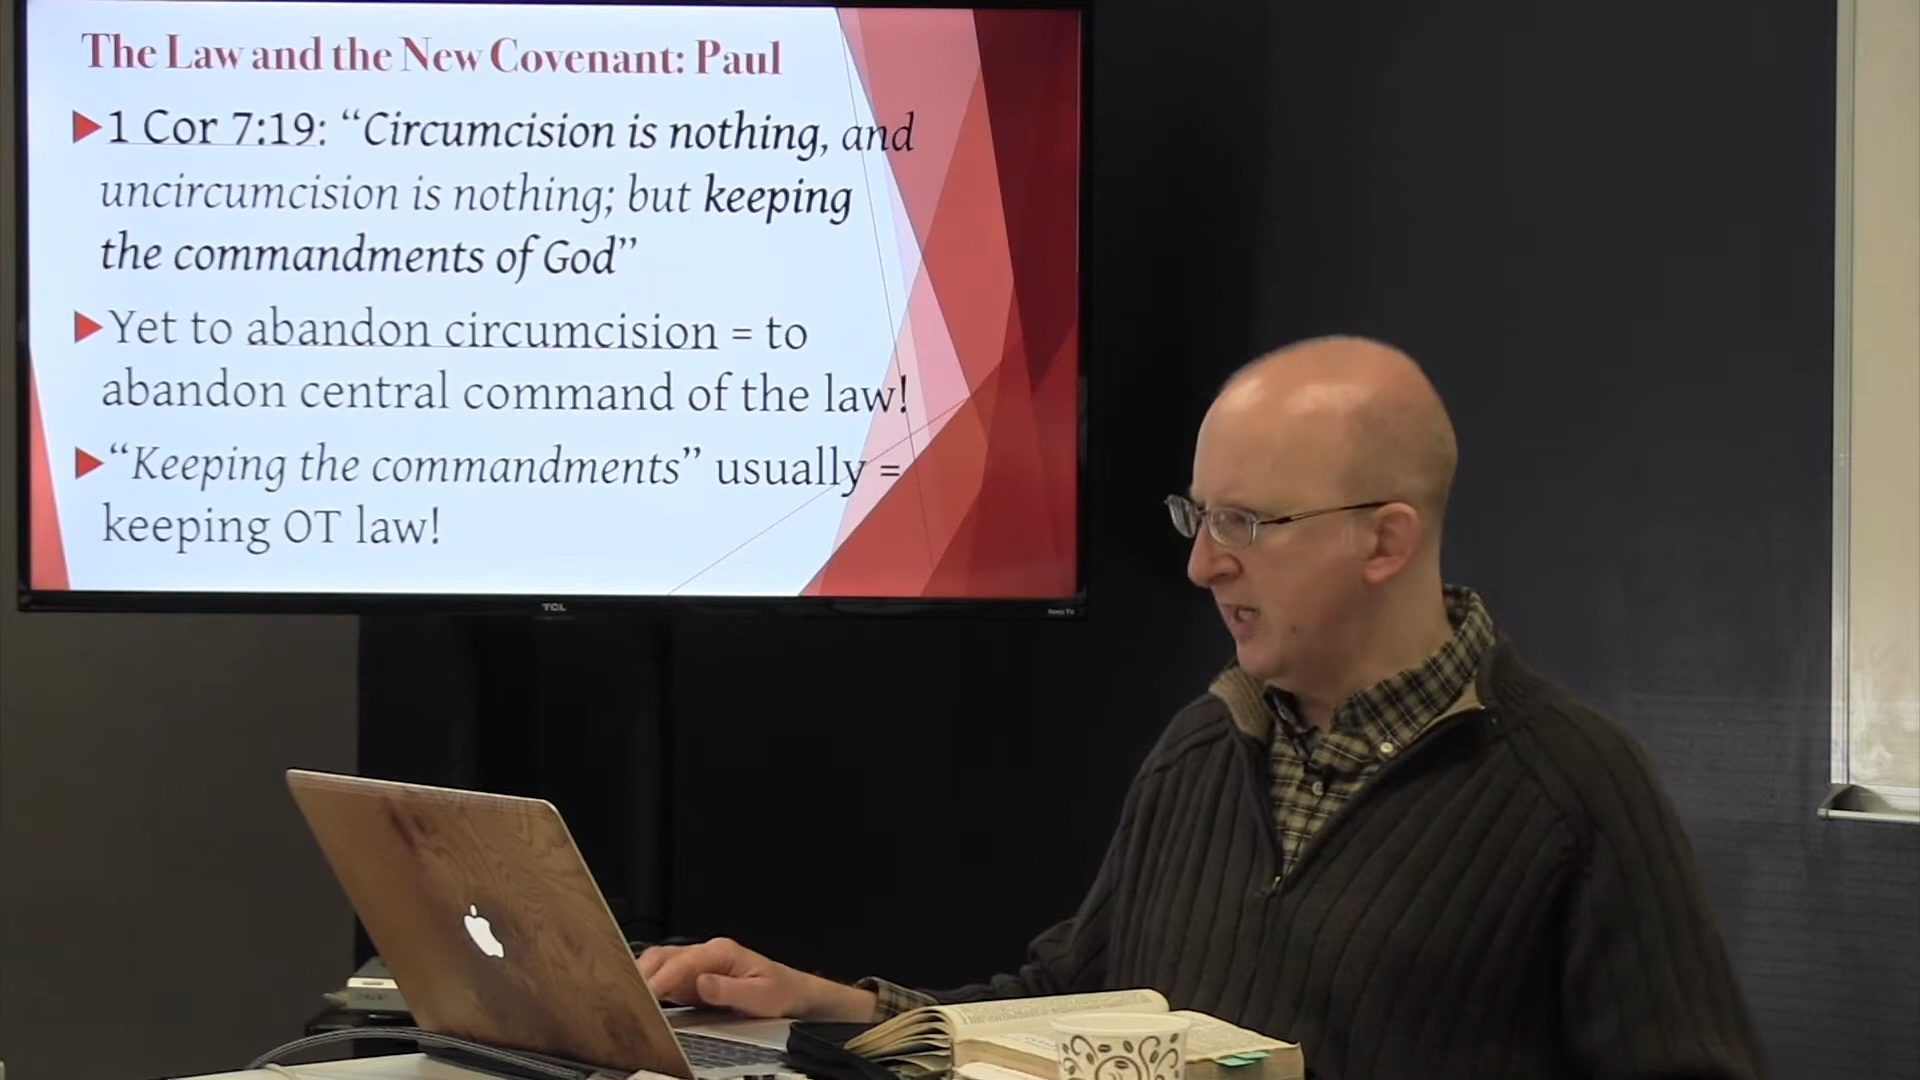 The Law and the New Covenant: Paul
1 Cor 7:19: “Circumcision is nothing, and
uncircumcision is nothing; but keeping
the commandments of God”
Yet to abandon circumcision = to
abandon central command of the law!
“Keeping the commandments” usually =
keeping OT law!
TCL
Roku TV